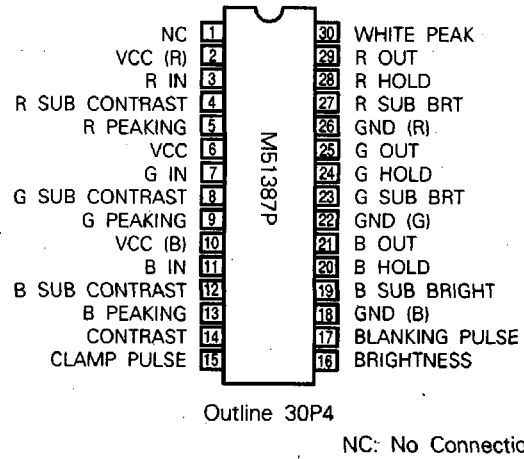 NC 1 30 WHITE PEAK
VCC (R) 2 29 R OUT
R IN 3 28 R HOLD
R SUB CONTRAST 4 27 R SUB BRT
R PEAKING 5 26 GND (R)
VCC 6 25 G OUT
G IN 7 24 G HOLD
G SUB CONTRAST 8 23 G SUB BRT
G PEAKING 9 22 GND (G)
VCC (B) 10 21 B OUT
B IN 11 20 B HOLD
B SUB CONTRAST 12 19 B SUB BRIGHT
B PEAKING 13 18 GND (B)
CONTRAST 14 17 BLANKING PULSE
CLAMP PULSE 15 16 BRIGHTNESS
M51387P
Outline 30P4
NC: No Connectio